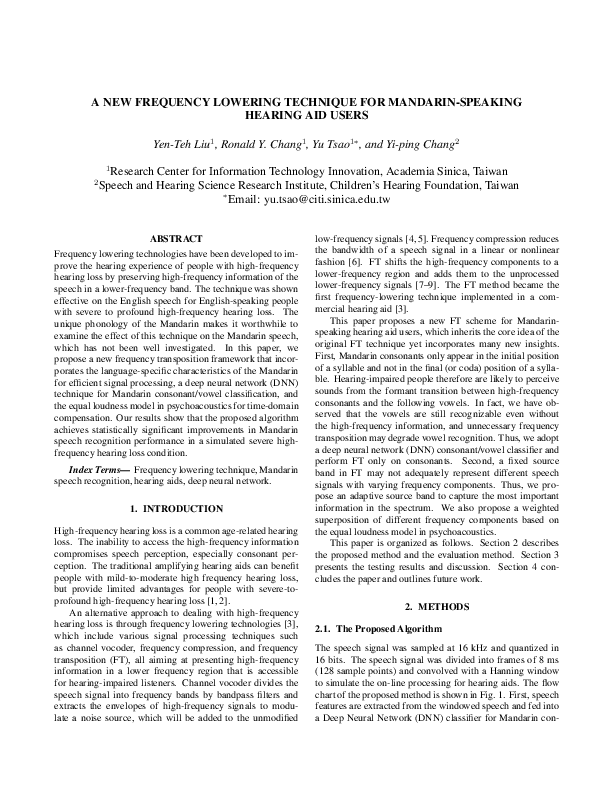 A NEW FREQUENCY LOWERING TECHNIQUE FOR MANDARIN-SPEAKING
HEARING AID USERS
Yen-Teh Liu1, Ronald Y. Chang1, Yu Tsao1*, and Yi-ping Chang2
1Research Center for Information Technology Innovation, Academia Sinica, Taiwan
2Speech and Hearing Science Research Institute, Children's Hearing Foundation, Taiwan
*Email: yu.tsao@citi.sinica.edu.tw
ABSTRACT
Frequency lowering technologies have been developed to im-
prove the hearing experience of people with high-frequency
hearing loss by preserving high-frequency information of the
speech in a lower-frequency band. The technique was shown
effective on the English speech for English-speaking people
with severe to profound high-frequency hearing loss. The
unique phonology of the Mandarin makes it worthwhile to
examine the effect of this technique on the Mandarin speech,
which has not been well investigated. In this paper, we
propose a new frequency transposition framework that incor-
porates the language-specific characteristics of the Mandarin
for efficient signal processing, a deep neural network (DNN)
technique for Mandarin consonant/vowel classification, and
the equal loudness model in psychoacoustics for time-domain
compensation. Our results show that the proposed algorithm
achieves statistically significant improvements in Mandarin
speech recognition performance in a simulated severe high-
frequency hearing loss condition.
Index Terms— Frequency lowering technique, Mandarin
speech recognition, hearing aids, deep neural network.
1. INTRODUCTION
High-frequency hearing loss is a common age-related hearing
loss. The inability to access the high-frequency information
compromises speech perception, especially consonant per-
ception. The traditional amplifying hearing aids can benefit
people with mild-to-moderate high frequency hearing loss,
but provide limited advantages for people with severe-to-
profound high-frequency hearing loss [1, 2].
An alternative approach to dealing with high-frequency
hearing loss is through frequency lowering technologies [3],
which include various signal processing techniques such
as channel vocoder, frequency compression, and frequency
transposition (FT), all aiming at presenting high-frequency
information in a lower frequency region that is accessible
for hearing-impaired listeners. Channel vocoder divides the
speech signal into frequency bands by bandpass filters and
extracts the envelopes of high-frequency signals to modu-
late a noise source, which will be added to the unmodified
low-frequency signals [4, 5]. Frequency compression reduces
the bandwidth of a speech signal in a linear or nonlinear
fashion [6]. FT shifts the high-frequency components to a
lower-frequency region and adds them to the unprocessed
lower-frequency signals [7–9]. The FT method became the
first frequency-lowering technique implemented in a com-
mercial hearing aid [3].
This paper proposes a new FT scheme for Mandarin-
speaking hearing aid users, which inherits the core idea of the
original FT technique yet incorporates many new insights.
First, Mandarin consonants only appear in the initial position
of a syllable and not in the final (or coda) position of a sylla-
ble. Hearing-impaired people therefore are likely to perceive
sounds from the formant transition between high-frequency
consonants and the following vowels. In fact, we have ob-
served that the vowels are still recognizable even without
the high-frequency information, and unnecessary frequency
transposition may degrade vowel recognition. Thus, we adopt
a deep neural network (DNN) consonant/vowel classifier and
perform FT only on consonants. Second, a fixed source
band in FT may not adequately represent different speech
signals with varying frequency components. Thus, we pro-
pose an adaptive source band to capture the most important
information in the spectrum. We also propose a weighted
superposition of different frequency components based on
the equal loudness model in psychoacoustics.
This paper is organized as follows. Section 2 describes
the proposed method and the evaluation method. Section 3
presents the testing results and discussion. Section 4 con-
cludes the paper and outlines future work.
2. METHODS
2.1. The Proposed Algorithm
The speech signal was sampled at 16 kHz and quantized in
16 bits. The speech signal was divided into frames of 8 ms
(128 sample points) and convolved with a Hanning window
to simulate the on-line processing for hearing aids. The flow
chart of the proposed method is shown in Fig. 1. First, speech
features are extracted from the windowed speech and fed into
a Deep Neural Network (DNN) classifier for Mandarin con-